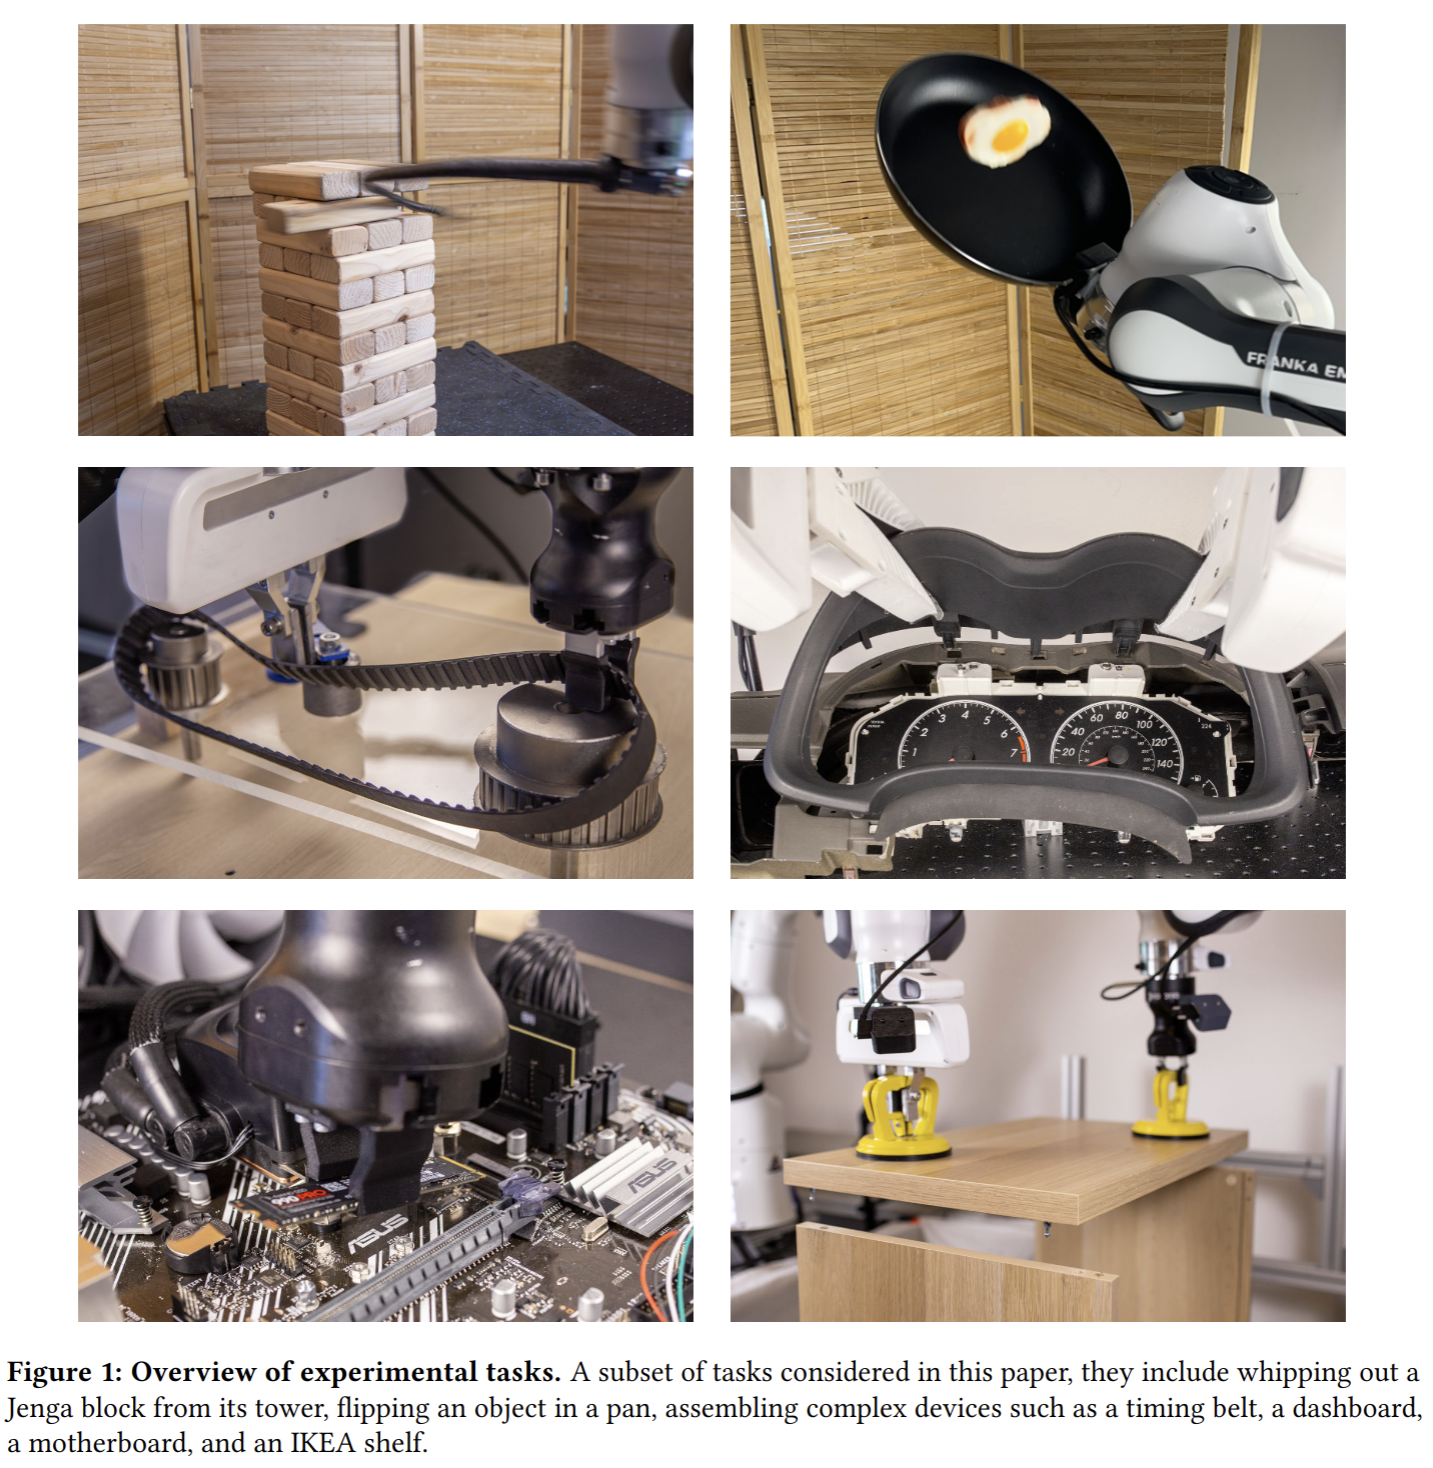 FRANKA EM
1 2 3 4 5 6 7
20 40 60 80 100 120 140
990 PRO
ASUS
ASUS
Figure 1: Overview of experimental tasks. A subset of tasks considered in this paper, they include whipping out a
Jenga block from its tower, flipping an object in a pan, assembling complex devices such as a timing belt, a dashboard,
a motherboard, and an IKEA shelf.